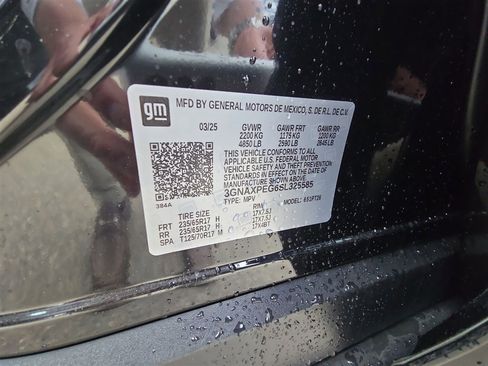 gm
MFD BY GENERAL MOTORS DE MEXICO, S. DE R.L. DE C.V.
03/25 GVWR GAWR FRT GAWR RR
2200 KG 1175 KG 1200 KG
4850 LB 2590 LB 2645 LB
THIS VEHICLE CONFORMS TO ALL
APPLICABLE U.S. FEDERAL MOTOR
VEHICLE SAFETY AND THEFT PREVENTION
STANDARDS IN EFFECT ON THE DATE OF
MANUFACTURE SHOWN ABOVE.
3GNAXPEG6SL325585
TYPE: MPV MODEL:
384A
TIRE SIZE RIM
FRT 235/65R17 H 17X7.5J
RR 235/65R17 H 17X7.5J
SPA T125/70R17 M 17X4BT